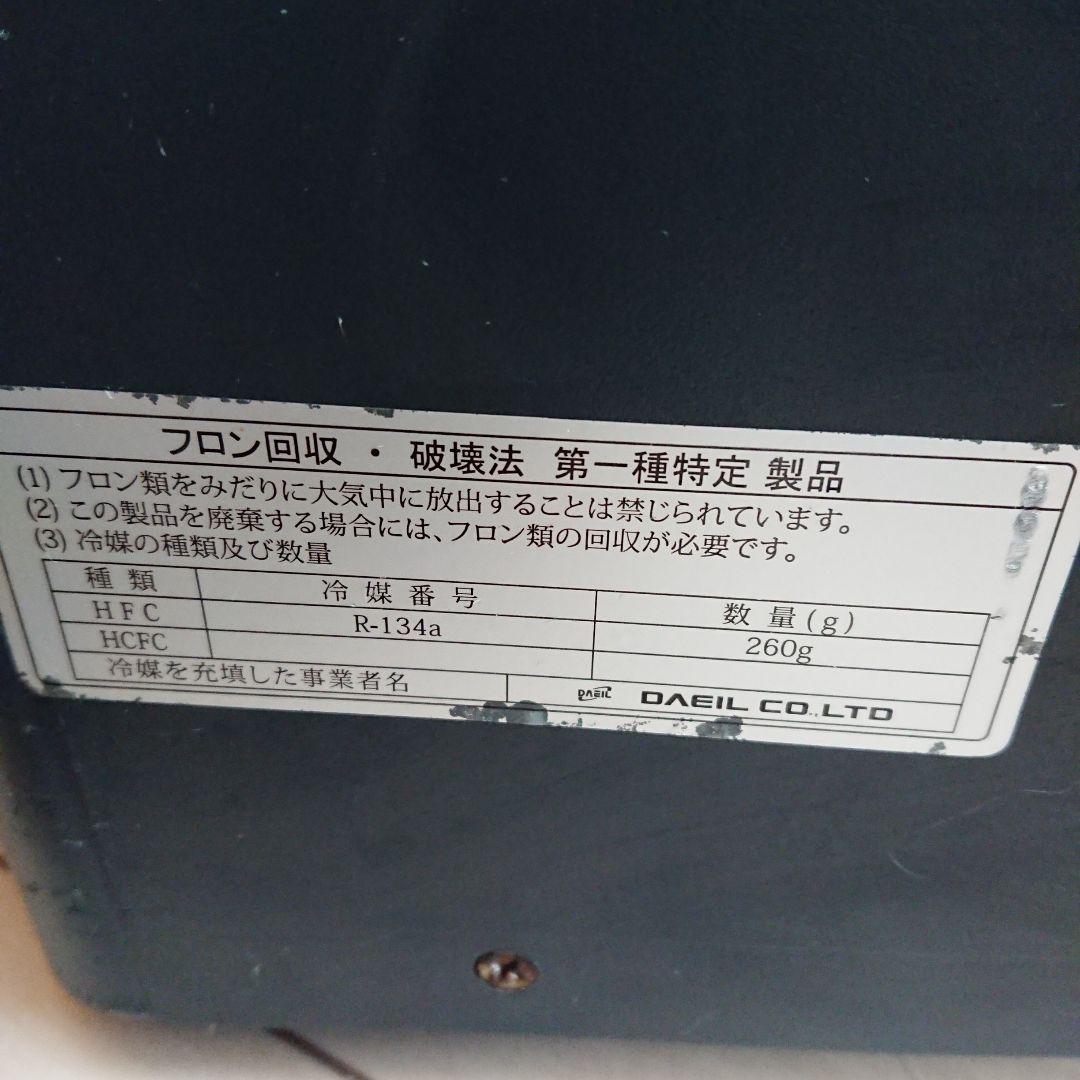 フロン回収・破壊法 第一種特定 製品
(1) フロン類をみだりに大気中に放出することは禁じられています。
(2) この製品を廃棄する場合には、フロン類の回収が必要です。
(3) 冷媒の種類及び数量
種 類 冷 媒 番 号 数 量 (g)
HFC R-134a 260g
HCFC
冷媒を充填した事業者名 DAEIL DAEIL CO.,LTD